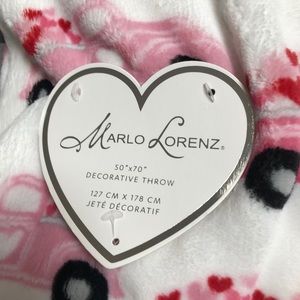 MARLO LORENZ®
50"x70"
DECORATIVE THROW
127 CM X 178 CM
JETÉ DÉCORATIF